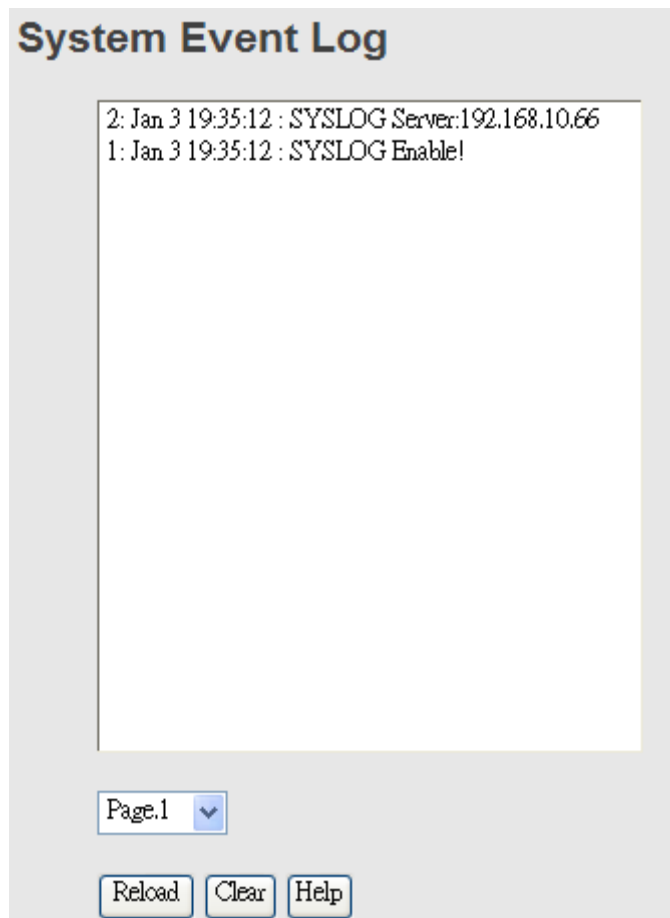 System Event Log
2: Jan 3 19:35:12 : SYSLOG Server:192.168.10.66
1: Jan 3 19:35:12 : SYSLOG Enable!
Page.1
Reload Clear Help